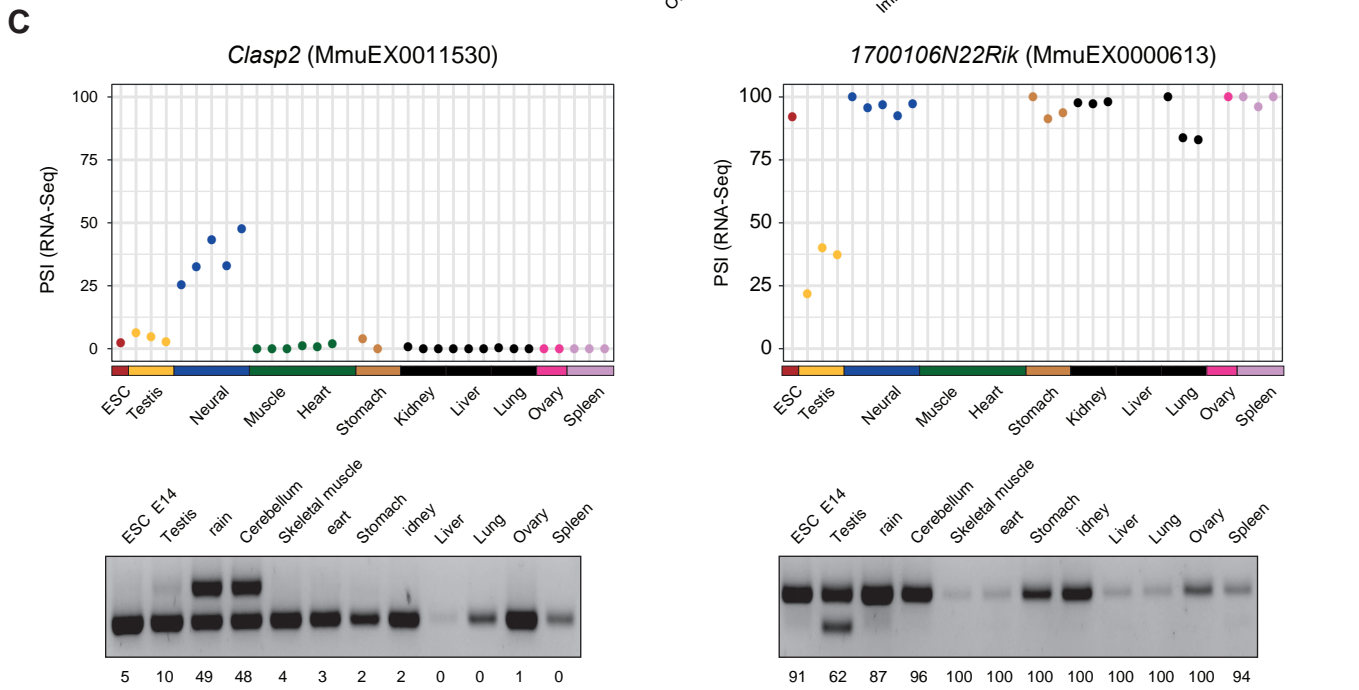 C
Clasp2 (MmuEX0011530)
PSI (RNA-Seq)
100
75
50
25
0
ESC
Testis
Neural
Muscle
Heart
Stomach
Kidney
Liver
Lung
Ovary
Spleen
ESC E14
Testis
rain
Cerebellum
Skeletal muscle
eart
Stomach
idney
Liver
Lung
Ovary
Spleen
5 10 49 48 4 3 2 2 0 0 1 0
1700106N22Rik (MmuEX0000613)
PSI (RNA-Seq)
100
75
50
25
0
ESC
Testis
Neural
Muscle
Heart
Stomach
Kidney
Liver
Lung
Ovary
Spleen
ESC E14
Testis
rain
Cerebellum
Skeletal muscle
eart
Stomach
idney
Liver
Lung
Ovary
Spleen
91 62 87 96 100 100 100 100 100 100 100 94